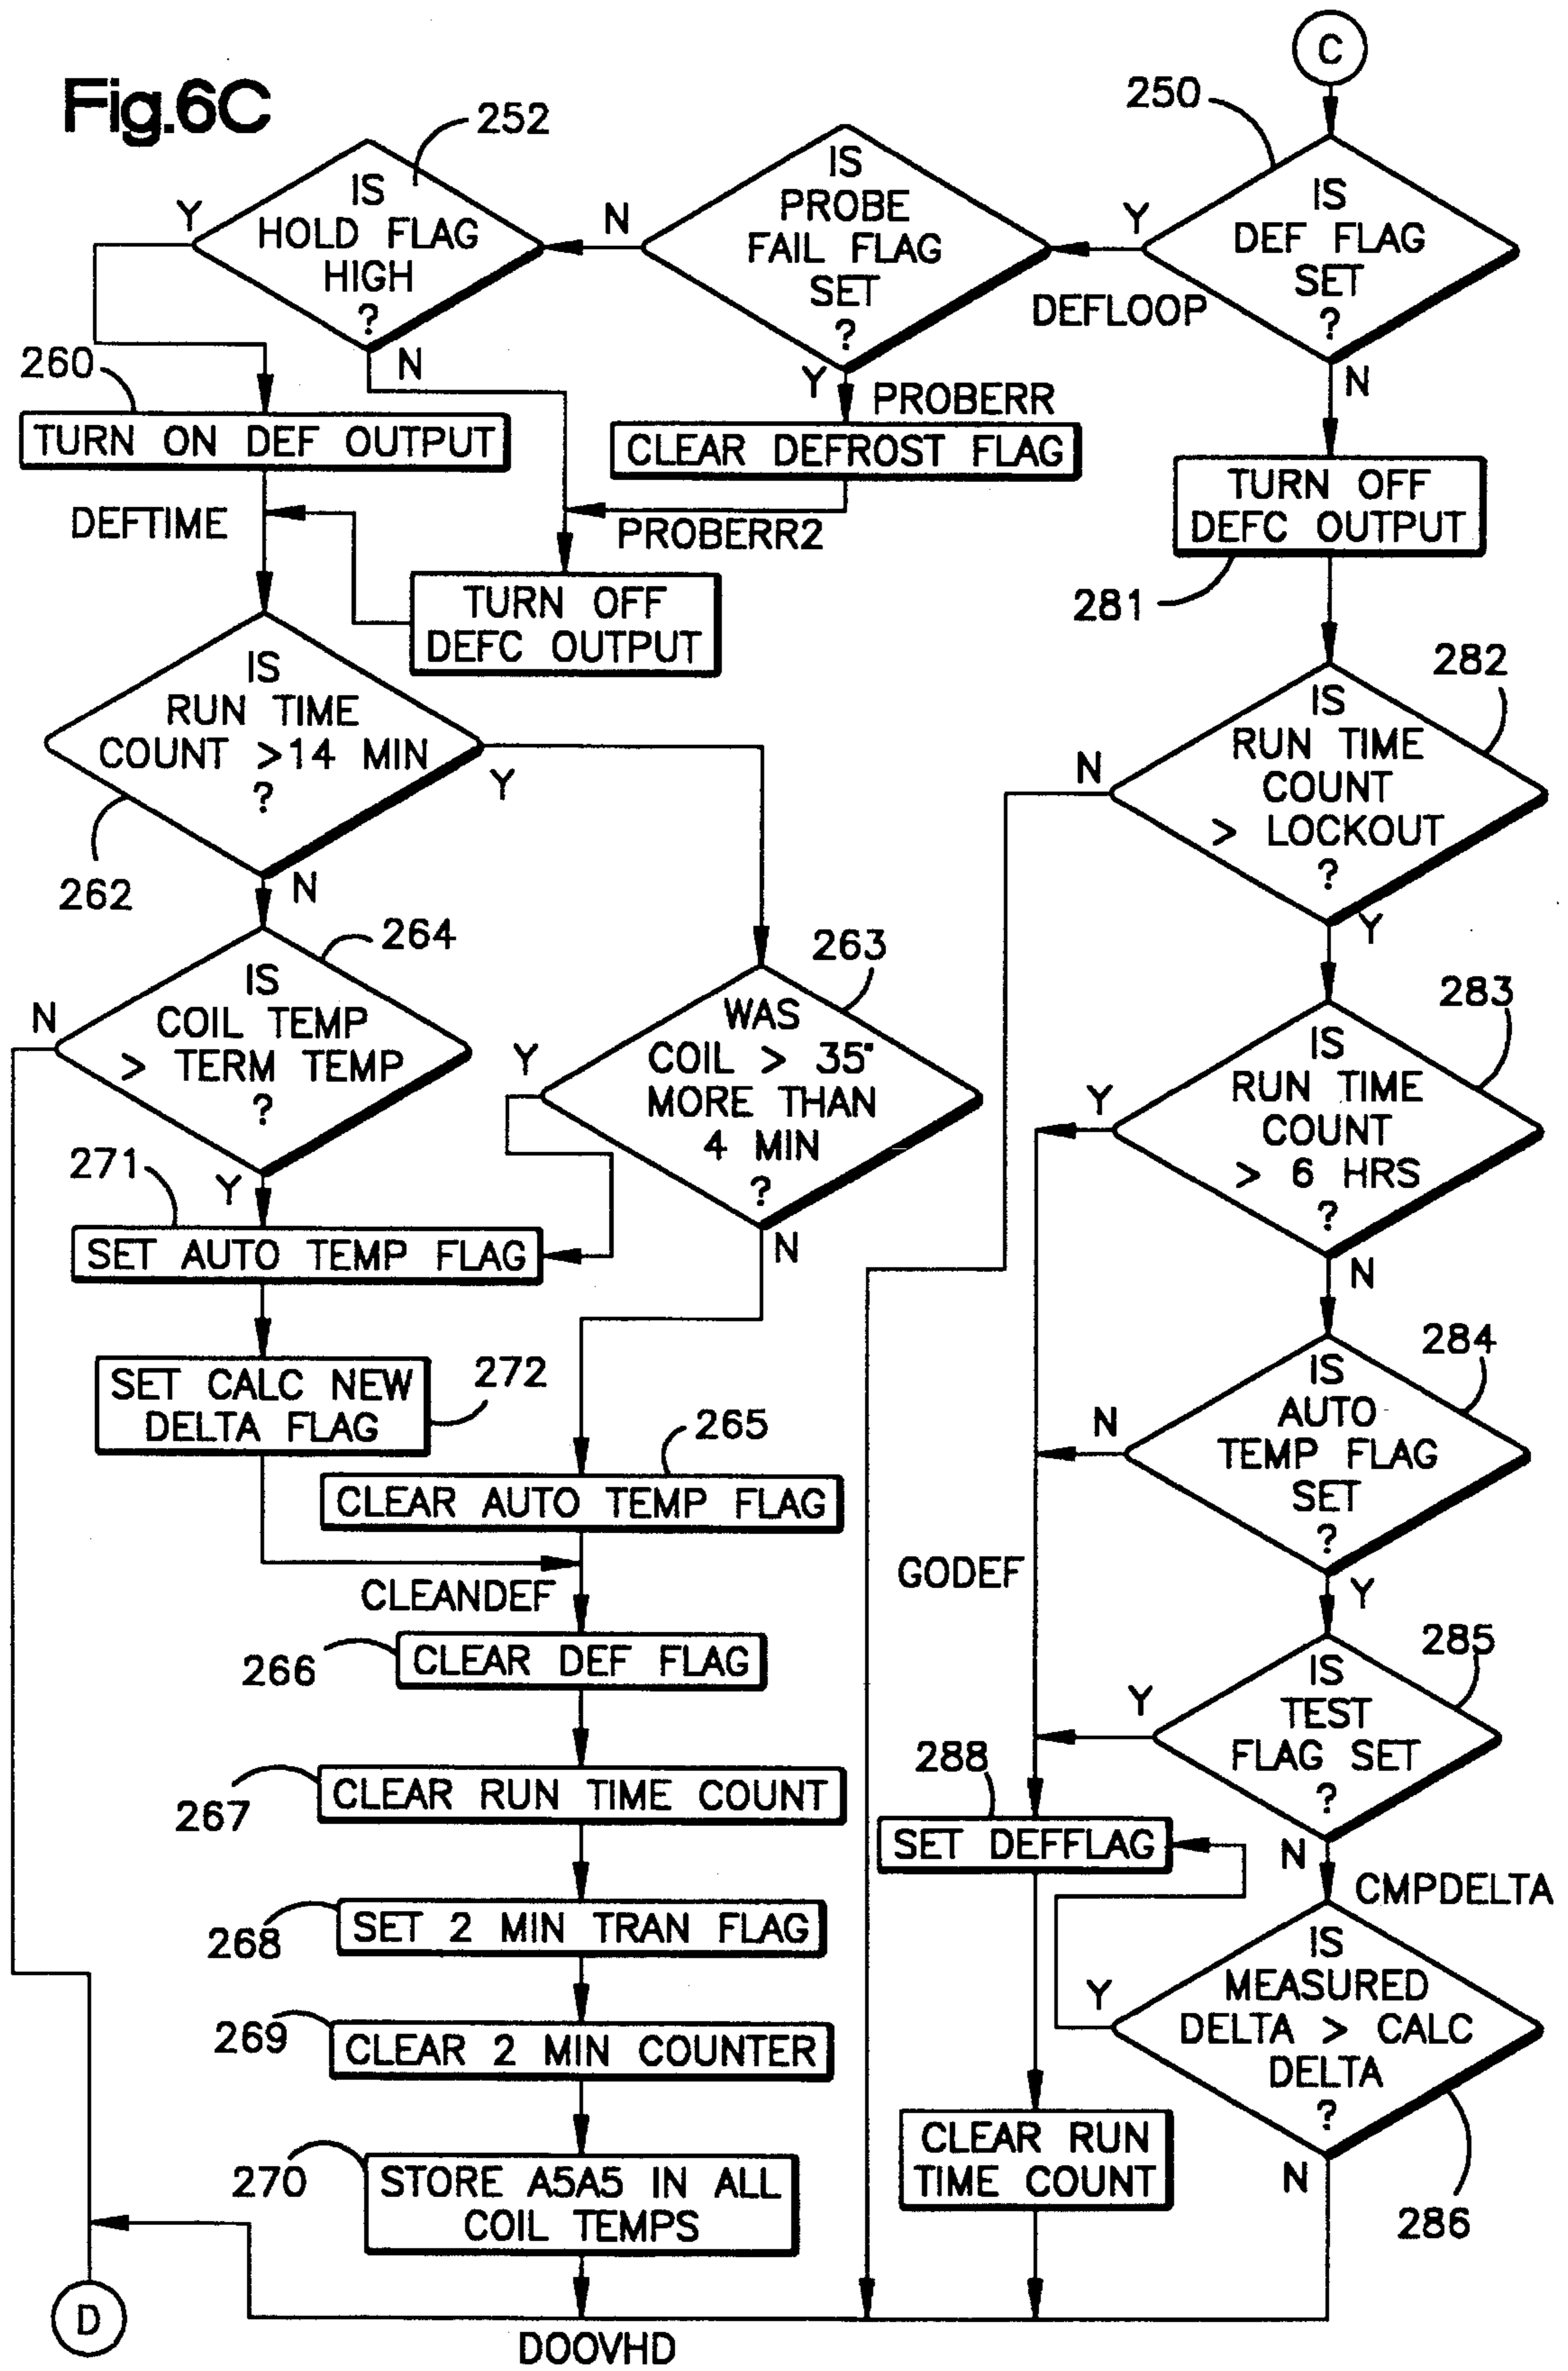 Fig.6C
C
250
IS
DEF FLAG
SET
?
Y
N
DEFLOOP
IS
PROBE
FAIL FLAG
SET
?
N
Y
PROBERR
CLEAR DEFROST FLAG
PROBERR2
252
IS
HOLD FLAG
HIGH
?
Y
N
260
TURN ON DEF OUTPUT
DEFTIME
TURN OFF
DEFC OUTPUT
IS
RUN TIME
COUNT >14 MIN
?
Y
N
262
264
IS
COIL TEMP
> TERM TEMP
?
N
Y
263
WAS
COIL > 35°
MORE THAN
4 MIN
?
Y
N
271
SET AUTO TEMP FLAG
SET CALC NEW
DELTA FLAG
272
265
CLEAR AUTO TEMP FLAG
CLEANDEF
266
CLEAR DEF FLAG
267
CLEAR RUN TIME COUNT
268
SET 2 MIN TRAN FLAG
269
CLEAR 2 MIN COUNTER
270
STORE A5A5 IN ALL
COIL TEMPS
D
DOOVHD
TURN OFF
DEFC OUTPUT
281
282
IS
RUN TIME
COUNT
> LOCKOUT
?
N
Y
283
IS
RUN TIME
COUNT
> 6 HRS
?
Y
N
284
IS
AUTO
TEMP FLAG
SET
?
N
Y
GODEF
285
IS
TEST
FLAG SET
?
Y
N
288
SET DEFFLAG
CMPDELTA
IS
MEASURED
DELTA > CALC
DELTA
?
Y
N
286
CLEAR RUN
TIME COUNT